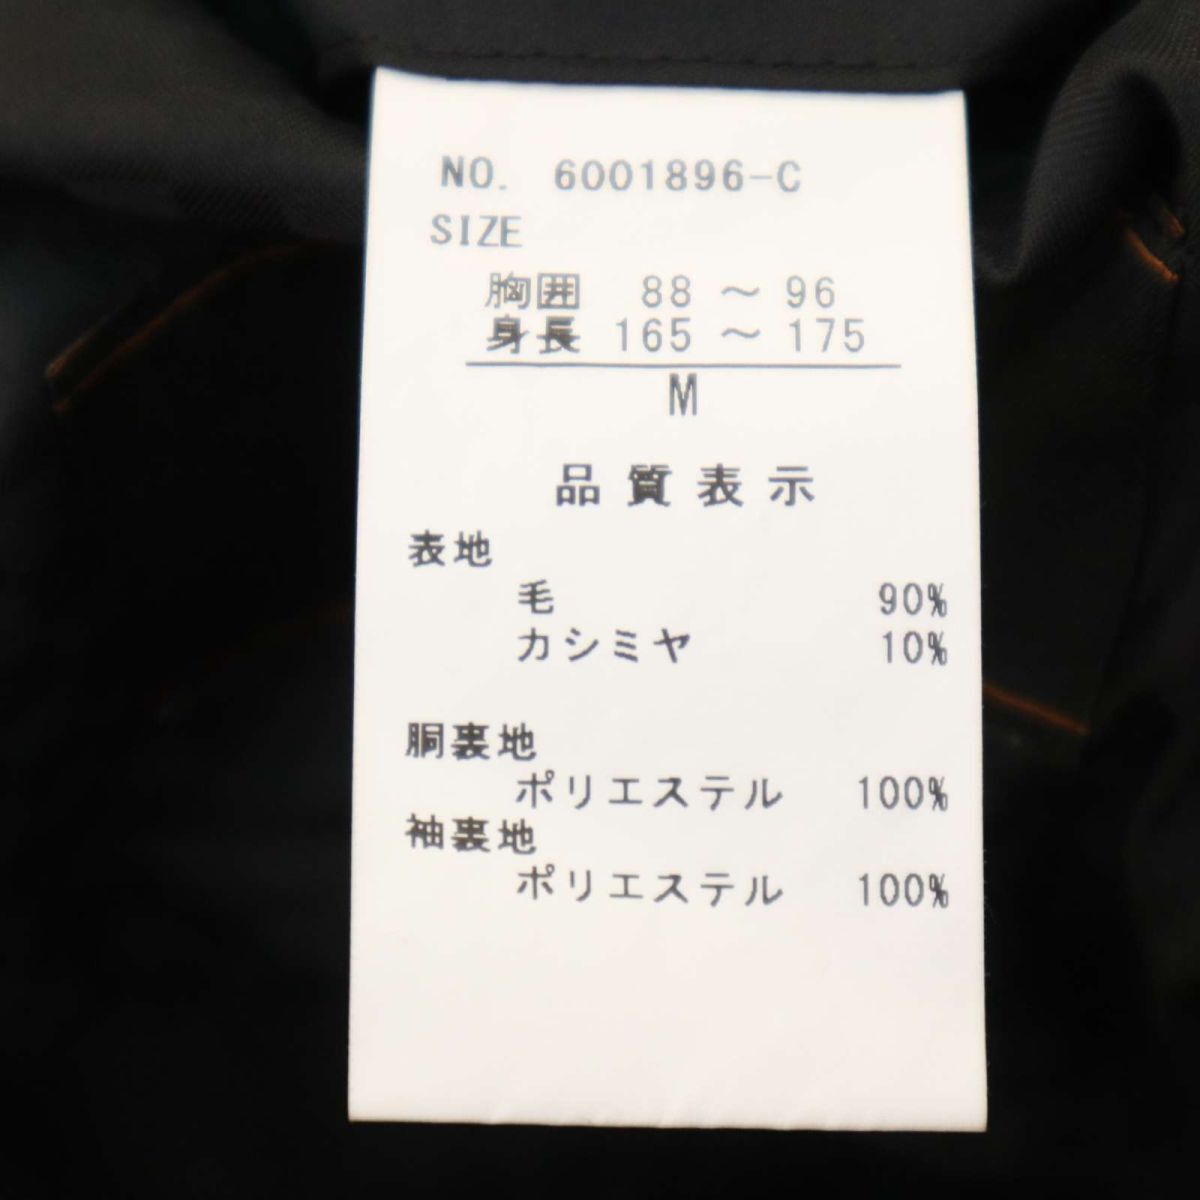 NO. 6001896-C
SIZE
胸囲 88 ～ 96
身長 165 ～ 175
M
品質表示
表地
毛 90%
カシミヤ 10%
胴裏地
ポリエステル 100%
袖裏地
ポリエステル 100%